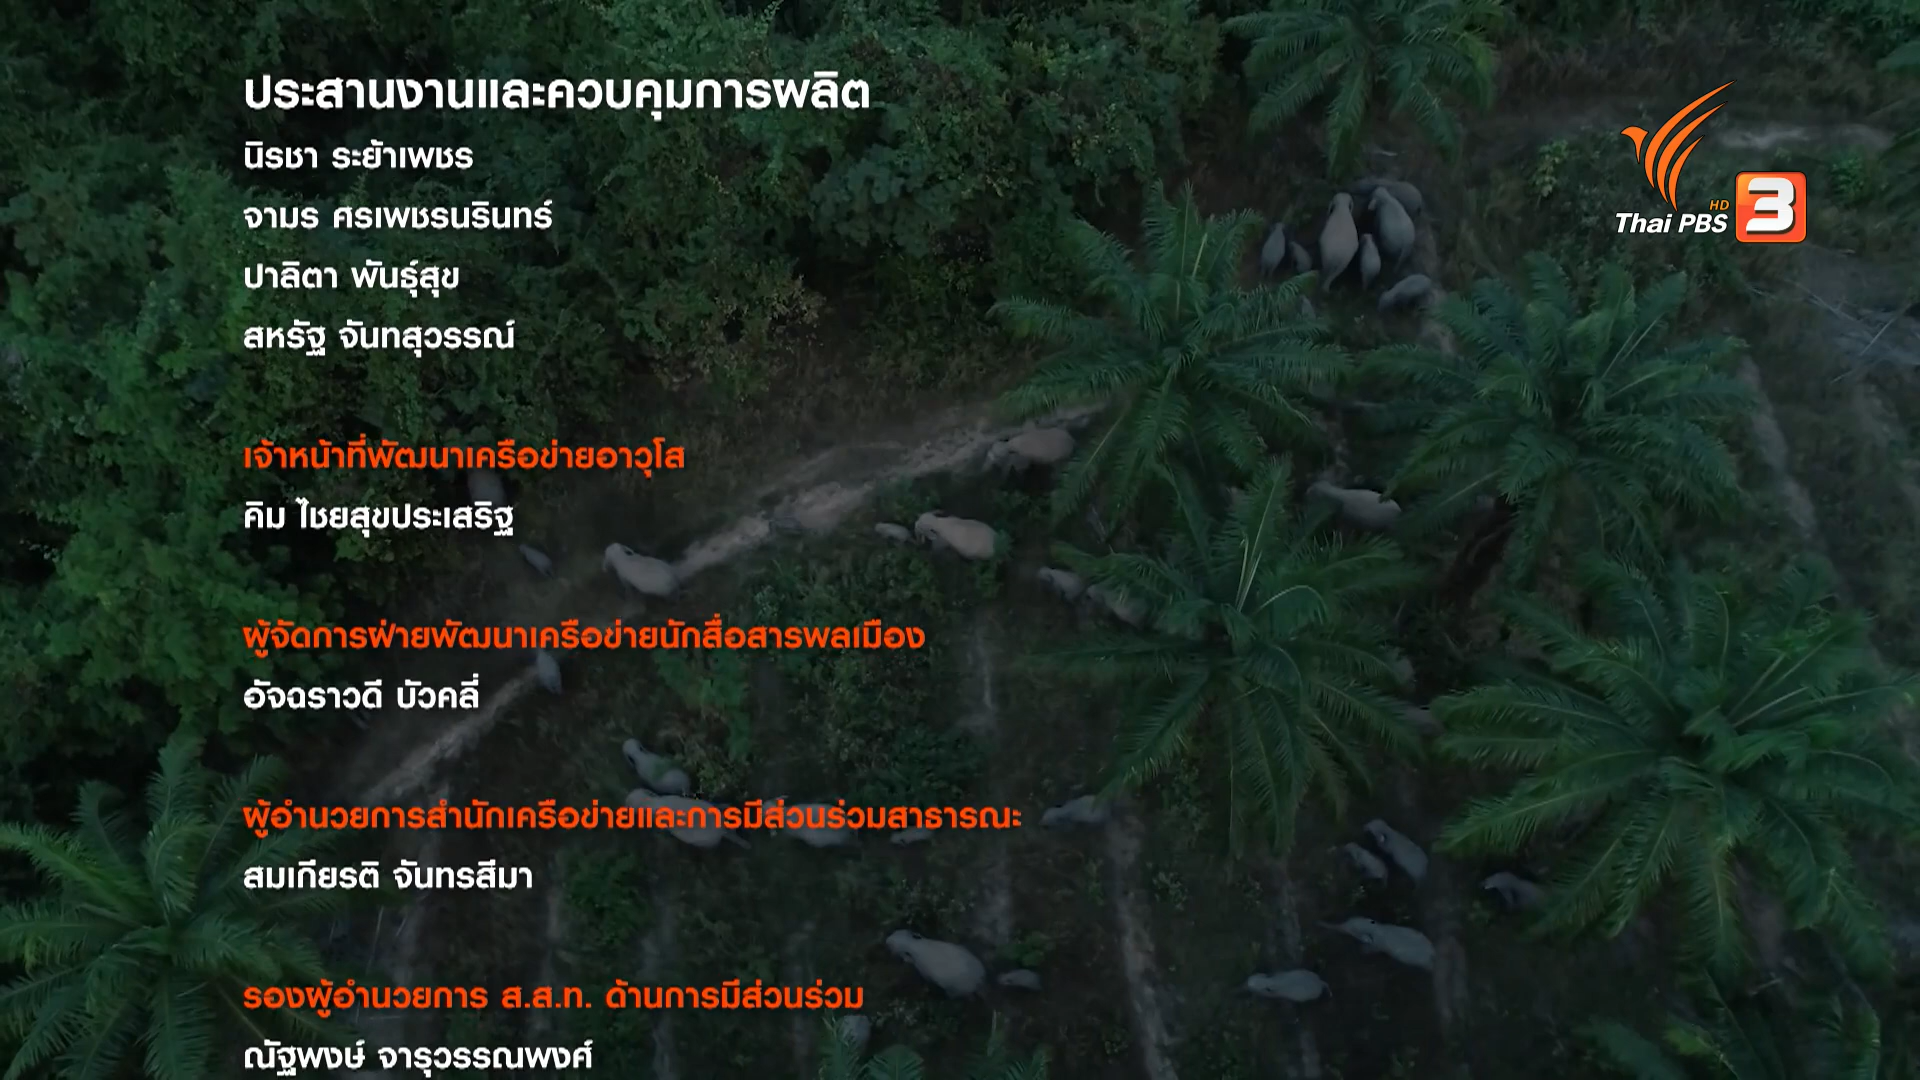 ประสานงานและควบคุมการผลิต
นิรชา ระย้าเพชร
จามร ศรเพชรนรินทร์
ปาลิตา พันธุ์สุข
สหรัฐ จันทสุวรรณ์
เจ้าหน้าที่พัฒนาเครือข่ายอาวุโส
คิม ไชยสุขประเสริฐ
ผู้จัดการฝ่ายพัฒนาเครือข่ายนักสื่อสารพลเมือง
อัจฉราวดี บัวคลี่
ผู้อำนวยการสำนักเครือข่ายและการมีส่วนร่วมสาธารณะ
สมเกียรติ จันทรสีมา
รองผู้อำนวยการ ส.ส.ท. ด้านการมีส่วนร่วม
ณัฐพงษ์ จารุวรรณพงศ์
HD
Thai PBS 3